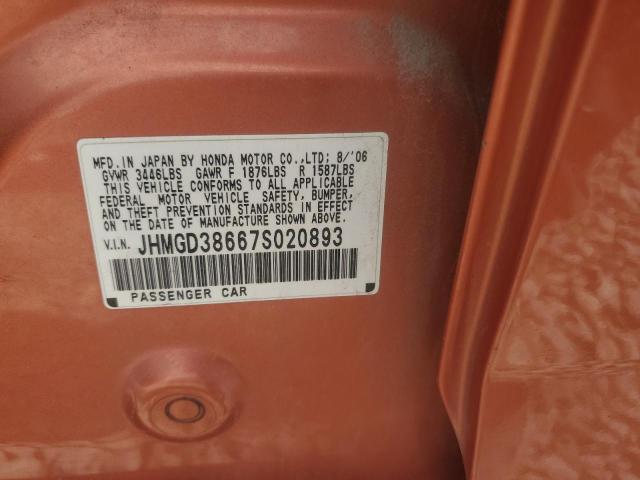 MFD. IN JAPAN BY HONDA MOTOR CO.,LTD; 8/'06
GVWR 3446LBS GAWR F 1876LBS R 1587LBS
THIS VEHICLE CONFORMS TO ALL APPLICABLE
FEDERAL MOTOR VEHICLE SAFETY, BUMPER,
AND THEFT PREVENTION STANDARDS IN EFFECT
ON THE DATE OF MANUFACTURE SHOWN ABOVE.
V.I.N. JHMGD38667S020893
PASSENGER CAR